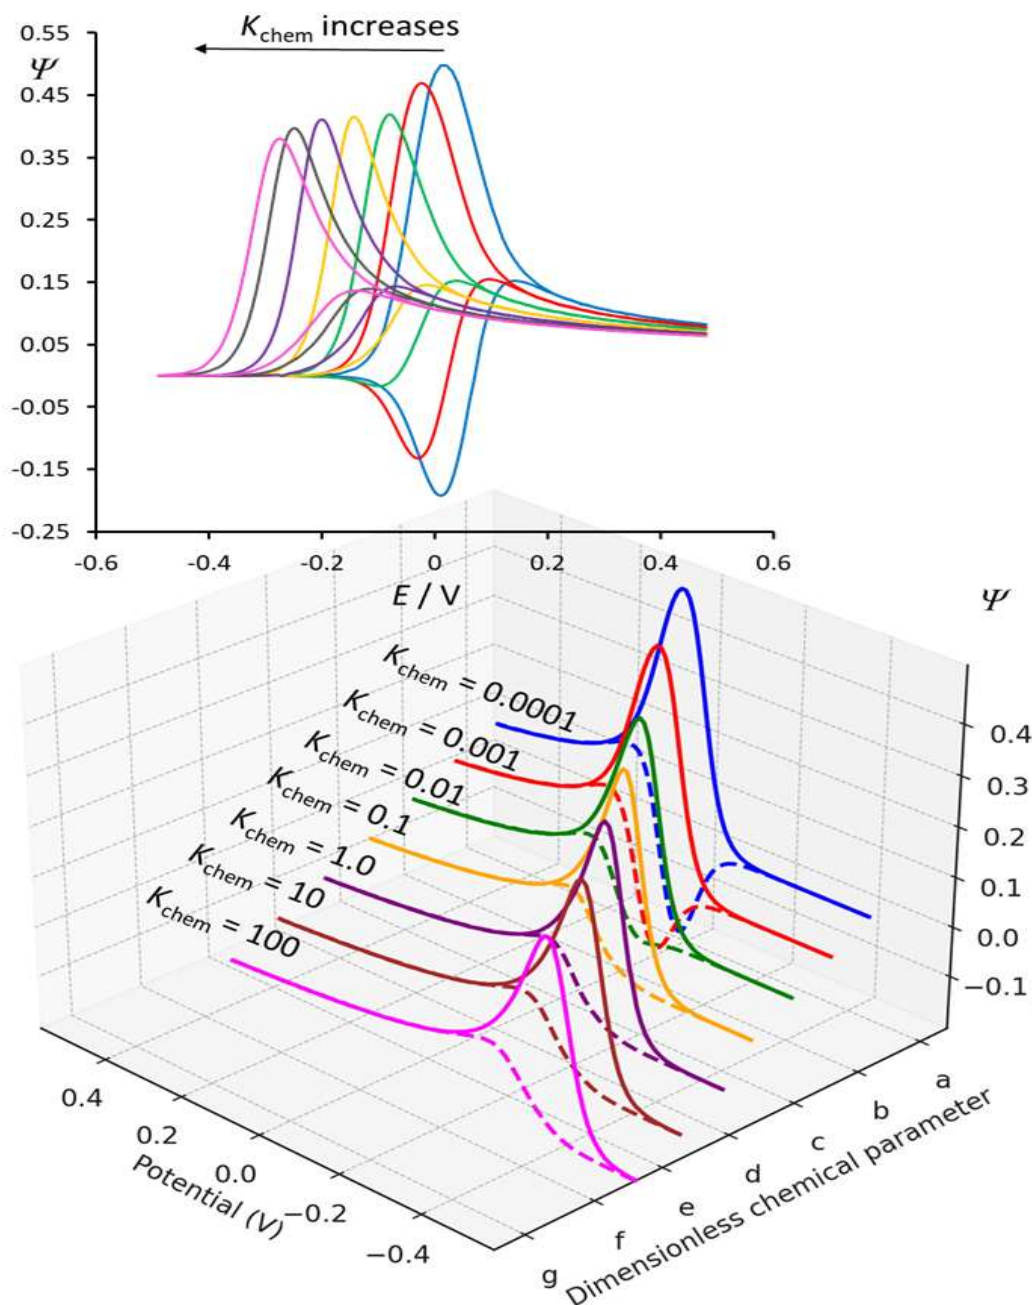 K_chem increases
0.55
Ψ
0.45
0.35
0.25
0.15
0.05
-0.05
-0.15
-0.25
-0.6 -0.4 -0.2 0 0.2 0.4 0.6
E / V
Ψ
K_chem = 0.0001
K_chem = 0.001
K_chem = 0.01
K_chem = 0.1
K_chem = 1.0
K_chem = 10
K_chem = 100
0.4
0.3
0.2
0.1
0.0
−0.1
0.4
0.2
0.0
−0.2
−0.4
Potential (V)
a
b
c
d
e
f
g
Dimensionless chemical parameter